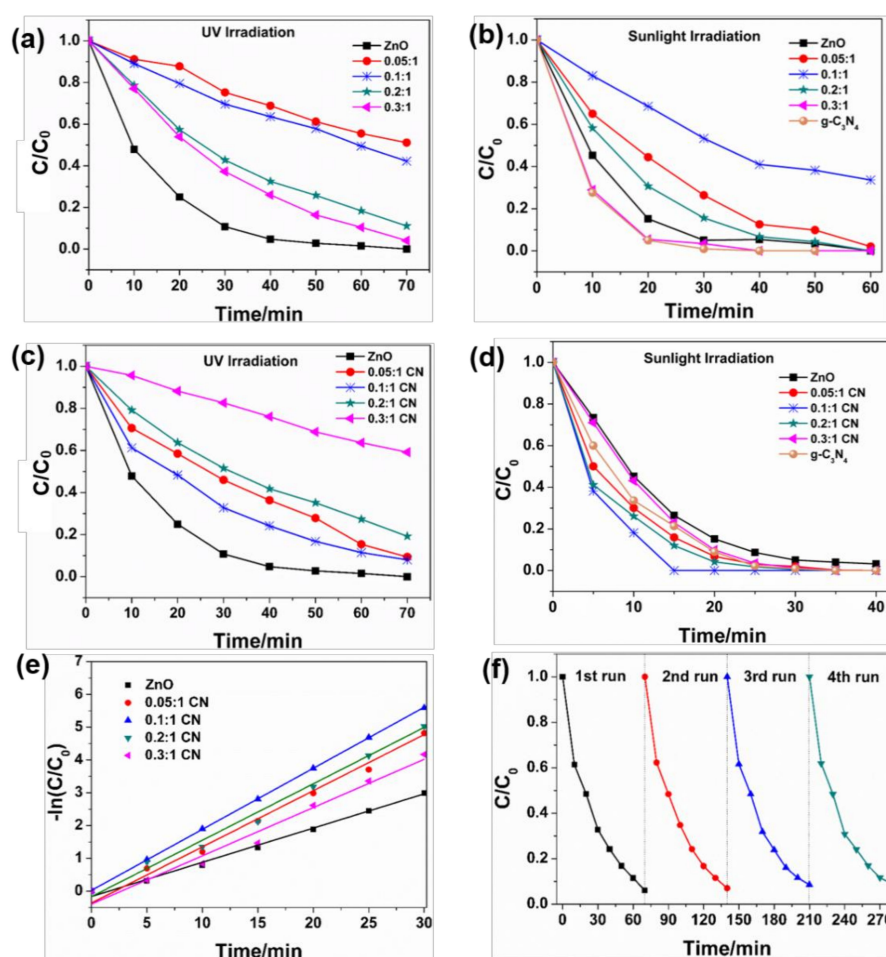 (a)
UV Irradiation
ZnO
0.05:1
0.1:1
0.2:1
0.3:1
C/C0
1.0
0.8
0.6
0.4
0.2
0.0
0 10 20 30 40 50 60 70
Time/min
(b)
Sunlight Irradiation
ZnO
0.05:1
0.1:1
0.2:1
0.3:1
g-C3N4
C/C0
1.0
0.8
0.6
0.4
0.2
0.0
0 10 20 30 40 50 60
Time/min
(c)
UV Irradiation
ZnO
0.05:1 CN
0.1:1 CN
0.2:1 CN
0.3:1 CN
C/C0
1.0
0.8
0.6
0.4
0.2
0.0
0 10 20 30 40 50 60 70
Time/min
(d)
Sunlight Irradiation
ZnO
0.05:1 CN
0.1:1 CN
0.2:1 CN
0.3:1 CN
g-C3N4
C/C0
1.0
0.8
0.6
0.4
0.2
0.0
0 10 20 30 40
Time/min
(e)
ZnO
0.05:1 CN
0.1:1 CN
0.2:1 CN
0.3:1 CN
-ln(C/C0)
7
6
5
4
3
2
1
0
-1
0 5 10 15 20 25 30
Time/min
(f)
1st run 2nd run 3rd run 4th run
C/C0
1.0
0.8
0.6
0.4
0.2
0.0
0 30 60 90 120 150 180 210 240 270
Time/min